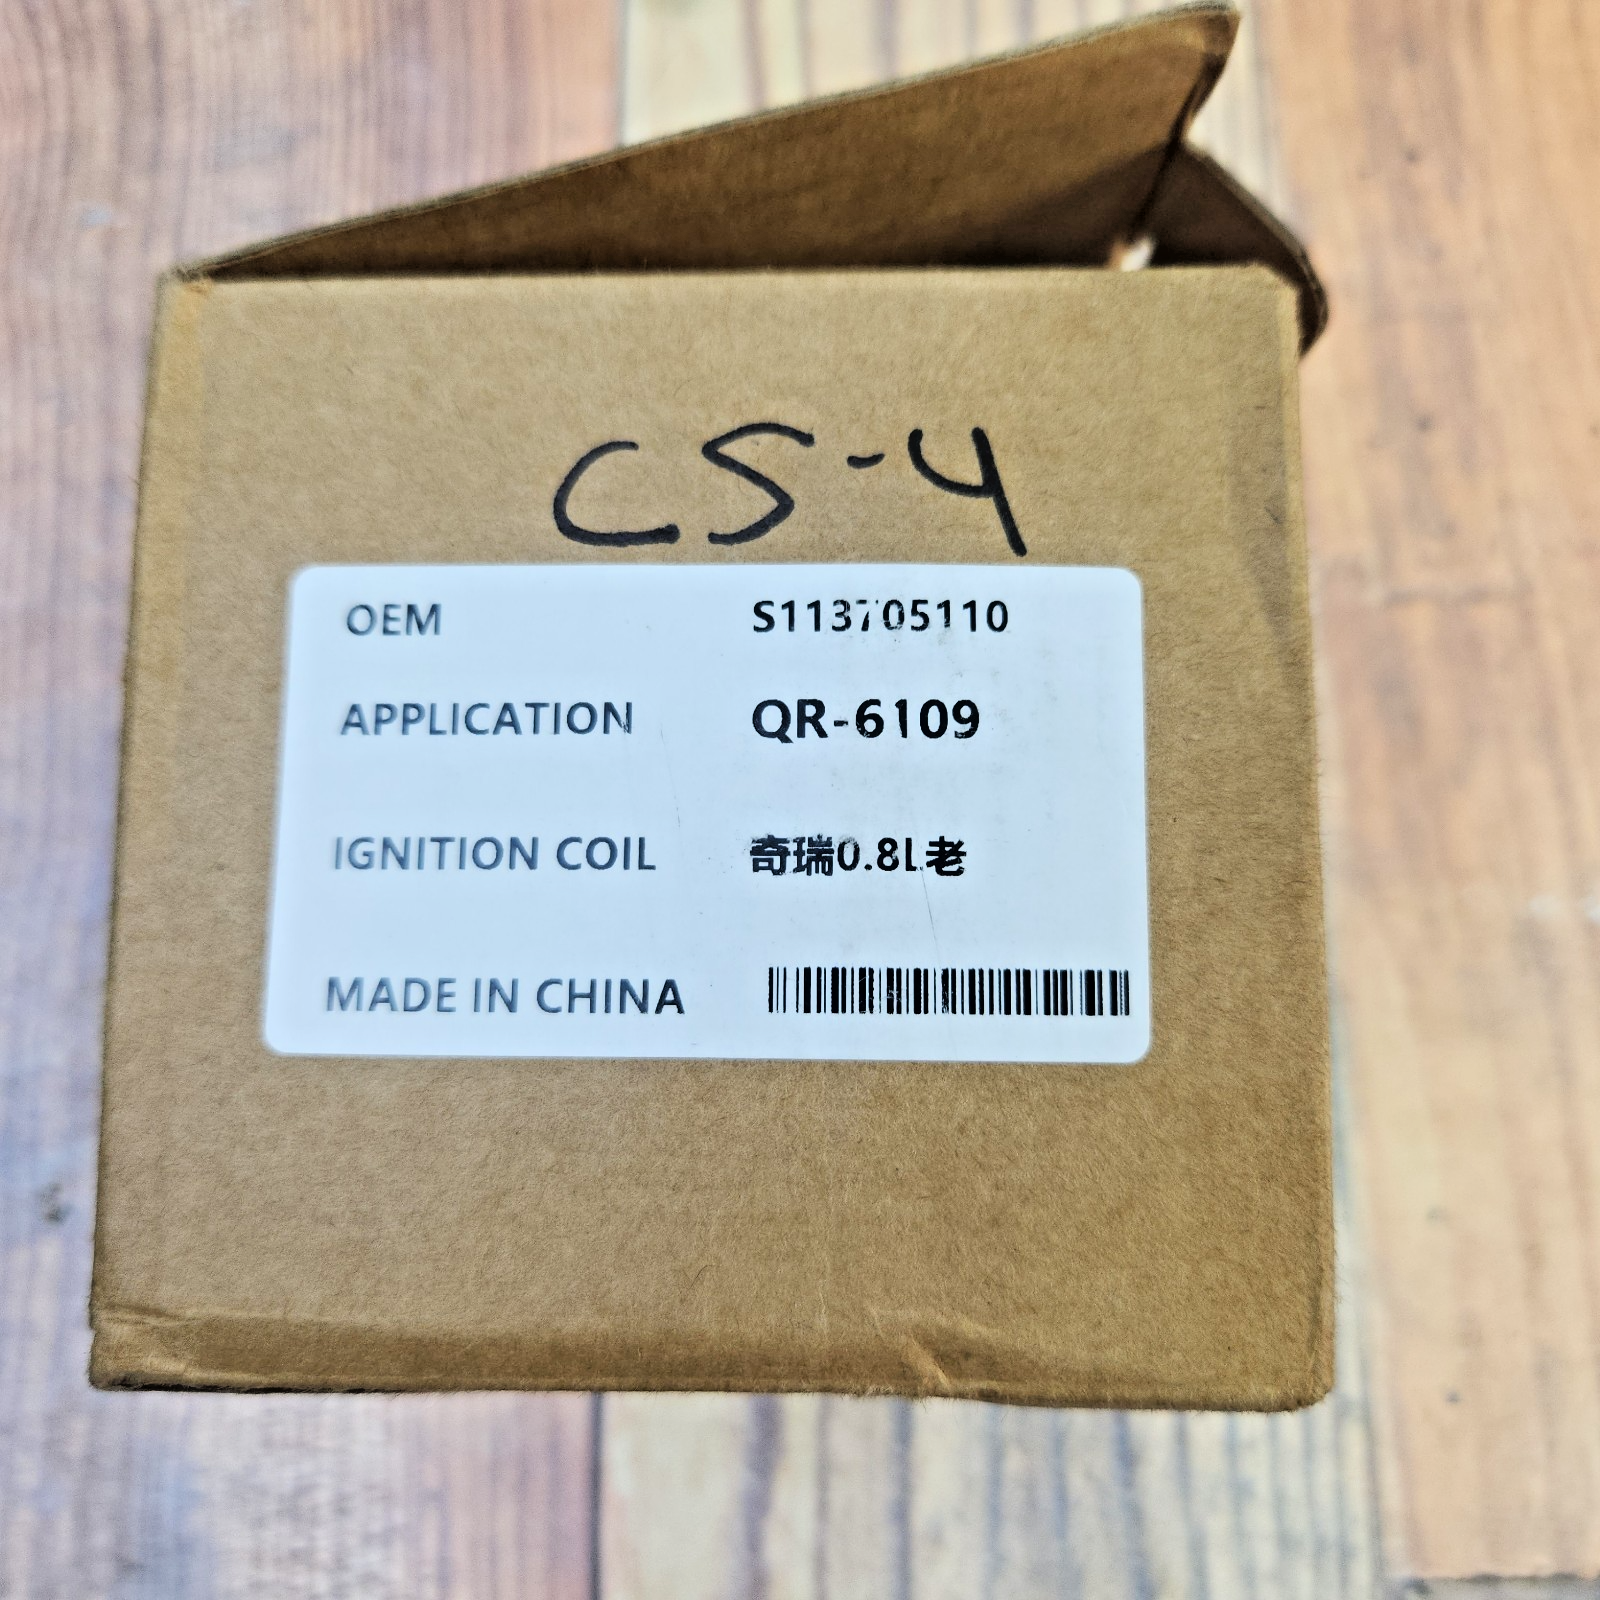 CS-4
OEM S113705110
APPLICATION QR-6109
IGNITION COIL 奇瑞0.8L老
MADE IN CHINA